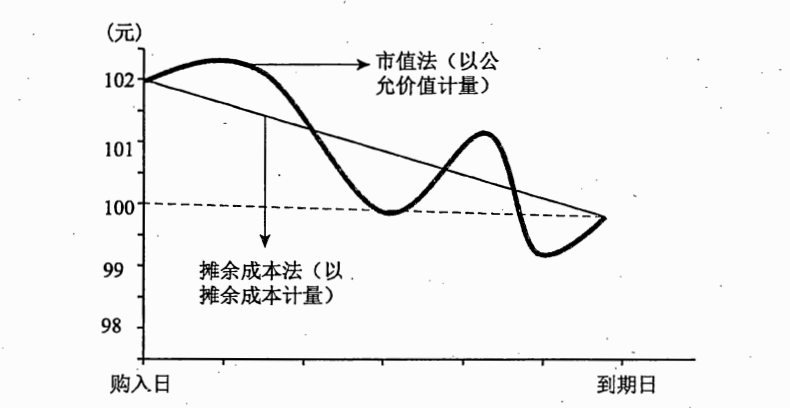 (元)
102
101
100
99
98
市值法（以公
允价值计量）
摊余成本法（以
摊余成本计量）
购入日
到期日